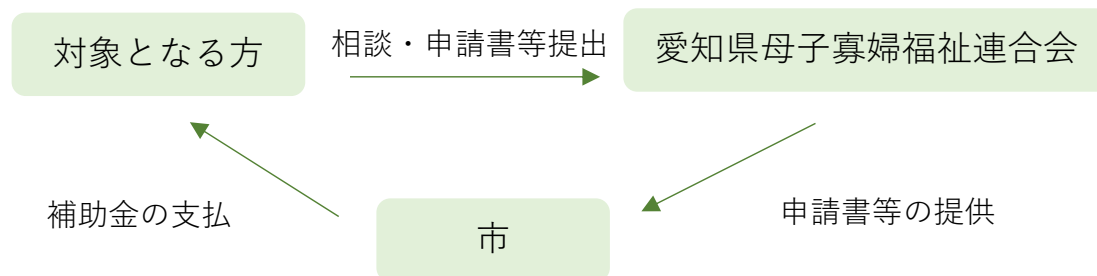 対象となる方
相談・申請書等提出
愛知県母子寡婦福祉連合会
補助金の支払
申請書等の提供
市